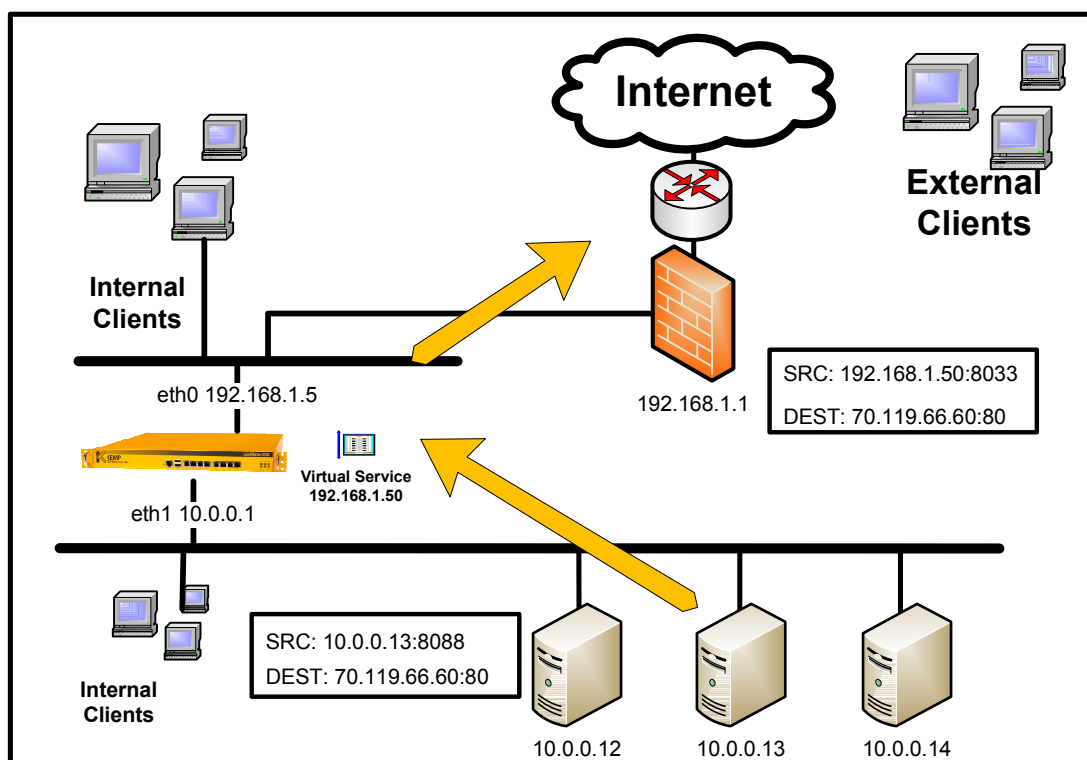 Internet
External
Clients
Internal
Clients
eth0 192.168.1.5
192.168.1.1
SRC: 192.168.1.50:8033
DEST: 70.119.66.60:80
KEMP
Virtual Service
192.168.1.50
eth1 10.0.0.1
SRC: 10.0.0.13:8088
DEST: 70.119.66.60:80
Internal
Clients
10.0.0.12
10.0.0.13
10.0.0.14